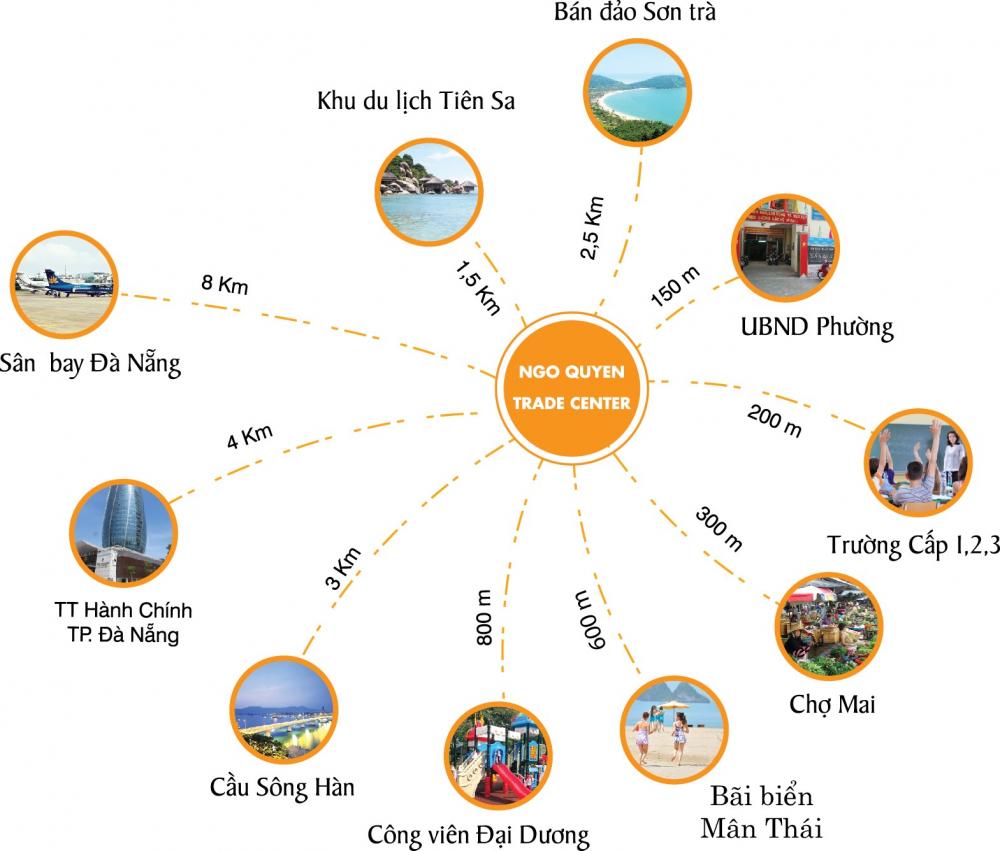 Bán đảo Sơn trà
Khu du lịch Tiên Sa
2,5 Km
1.5 Km
150 m
8 Km
UBND Phường
Sân bay Đà Nẵng
NGO QUYEN
TRADE CENTER
200 m
4 Km
300 m
Trường Cấp 1,2,3
3 Km
TT Hành Chính
TP. Đà Nẵng
800 m
600 m
Chợ Mai
Cầu Sông Hàn
Bãi biển
Mân Thái
Công viên Đại Dương